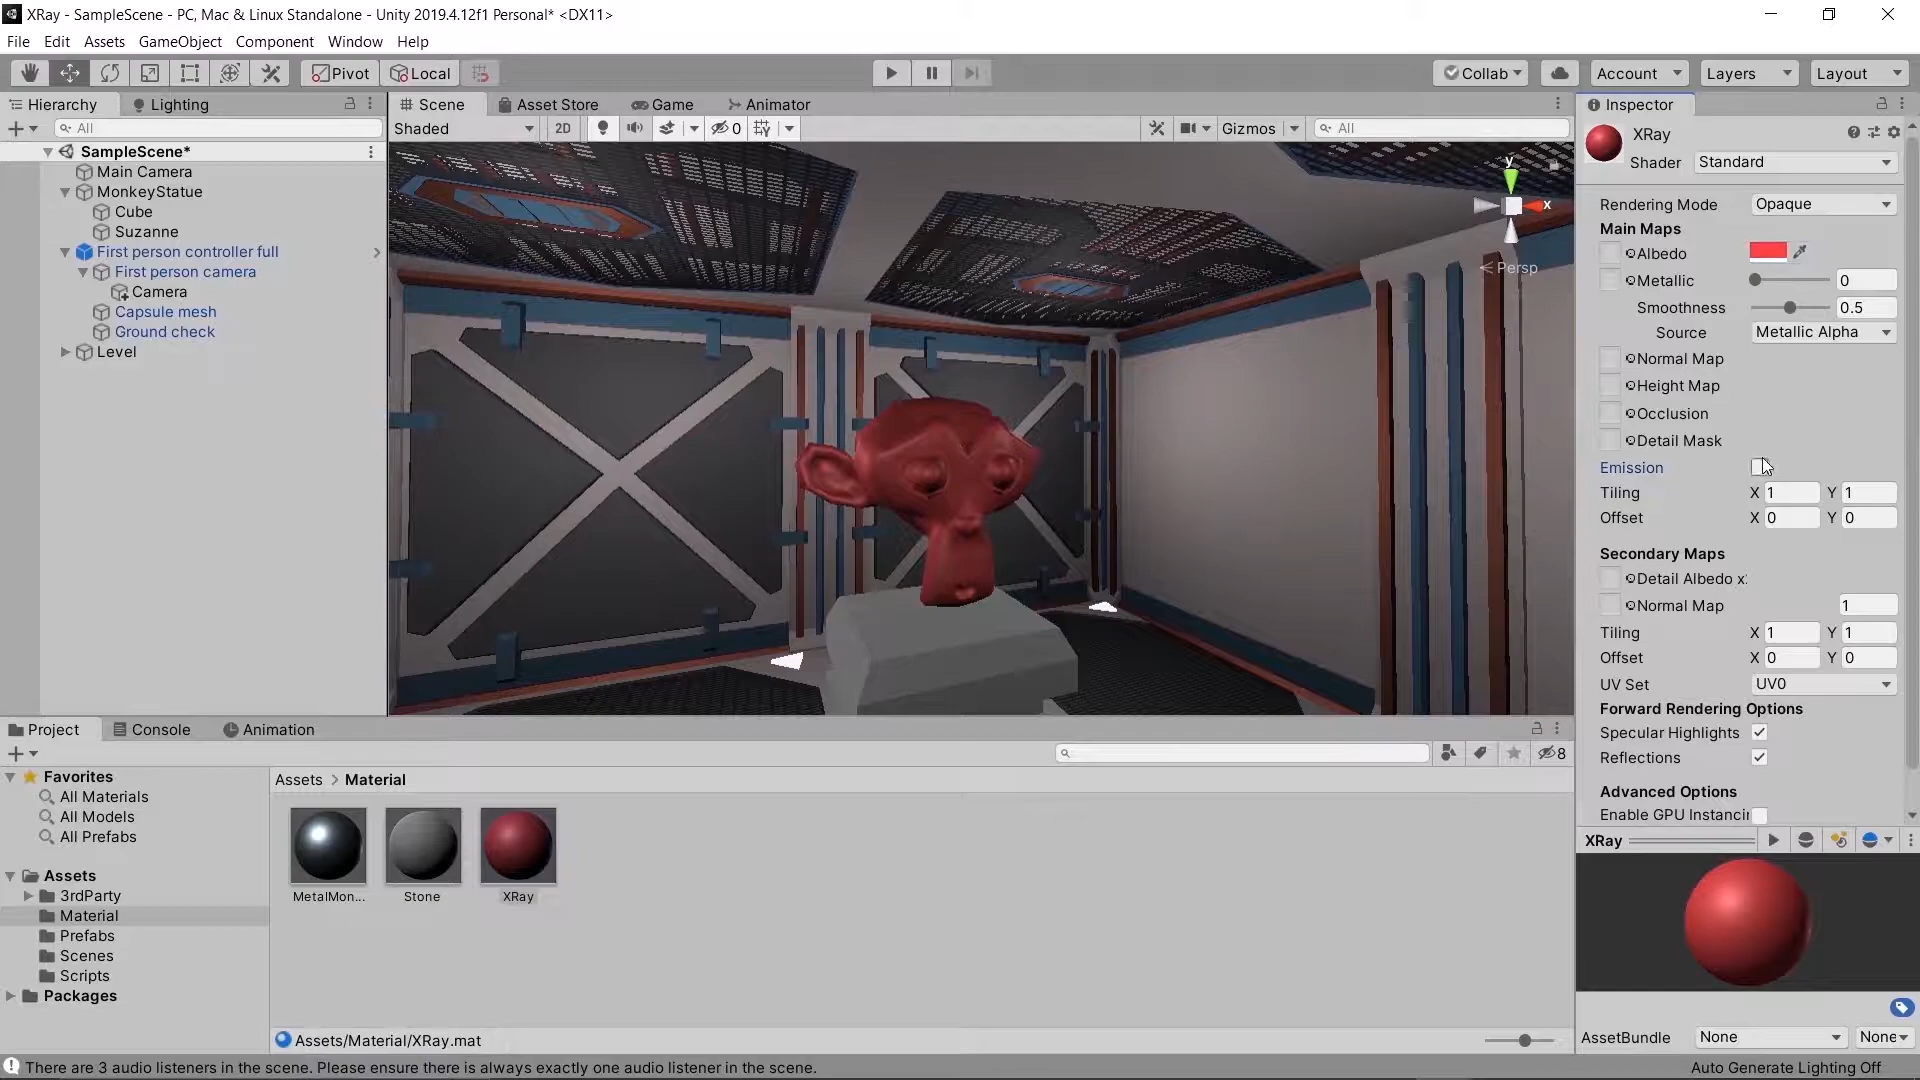 XRay - SampleScene - PC, Mac & Linux Standalone - Unity 2019.4.12f1 Personal* <DX11>
File Edit Assets GameObject Component Window Help
Pivot Local Collab Account Layers Layout
Hierarchy Lighting
All
SampleScene*
Main Camera
MonkeyStatue
Cube
Suzanne
First person controller full
First person camera
Camera
Capsule mesh
Ground check
Level
Scene Asset Store Game Animator
Shaded 2D 0 Gizmos All
y
x
Persp
Inspector
XRay
Shader Standard
Rendering Mode Opaque
Main Maps
Albedo
Metallic 0
Smoothness 0.5
Source Metallic Alpha
Normal Map
Height Map
Occlusion
Detail Mask
Emission
Tiling X 1 Y 1
Offset X 0 Y 0
Secondary Maps
Detail Albedo x
Normal Map 1
Tiling X 1 Y 1
Offset X 0 Y 0
UV Set UV0
Forward Rendering Options
Specular Highlights
Reflections
Advanced Options
Enable GPU Instancin
XRay
AssetBundle None None
Project Console Animation
8
Favorites
All Materials
All Models
All Prefabs
Assets
3rdParty
Material
Prefabs
Scenes
Scripts
Packages
Assets > Material
MetalMon... Stone XRay
Assets/Material/XRay.mat
There are 3 audio listeners in the scene. Please ensure there is always exactly one audio listener in the scene.
Auto Generate Lighting Off